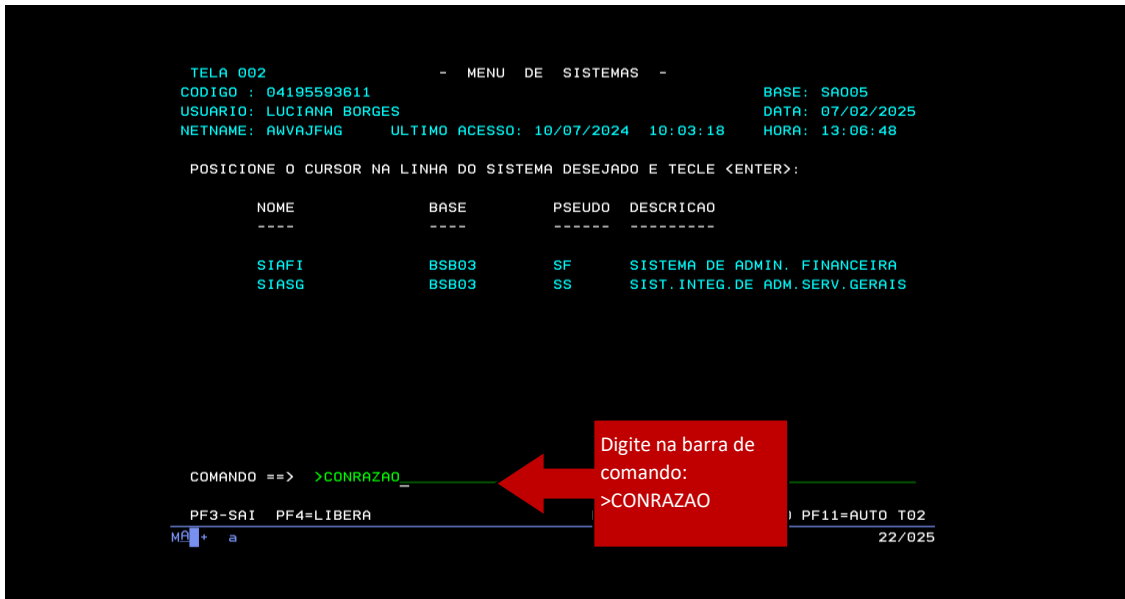 TELA 002 - MENU DE SISTEMAS -
CODIGO : 04195593611 BASE: SAO05
USUARIO: LUCIANA BORGES DATA: 07/02/2025
NETNAME: AWVAJFWG ULTIMO ACESSO: 10/07/2024 10:03:18 HORA: 13:06:48
POSICIONE O CURSOR NA LINHA DO SISTEMA DESEJADO E TECLE <ENTER>:
NOME BASE PSEUDO DESCRICAO
---- ---- ------ ---------
SIAFI BSB03 SF SISTEMA DE ADMIN. FINANCEIRA
SIASG BSB03 SS SIST.INTEG.DE ADM.SERV.GERAIS
Digite na barra de
comando:
>CONRAZAO
COMANDO ==> >CONRAZAO_
PF3-SAI PF4=LIBERA PF11=AUTO T02
MA + a 22/025